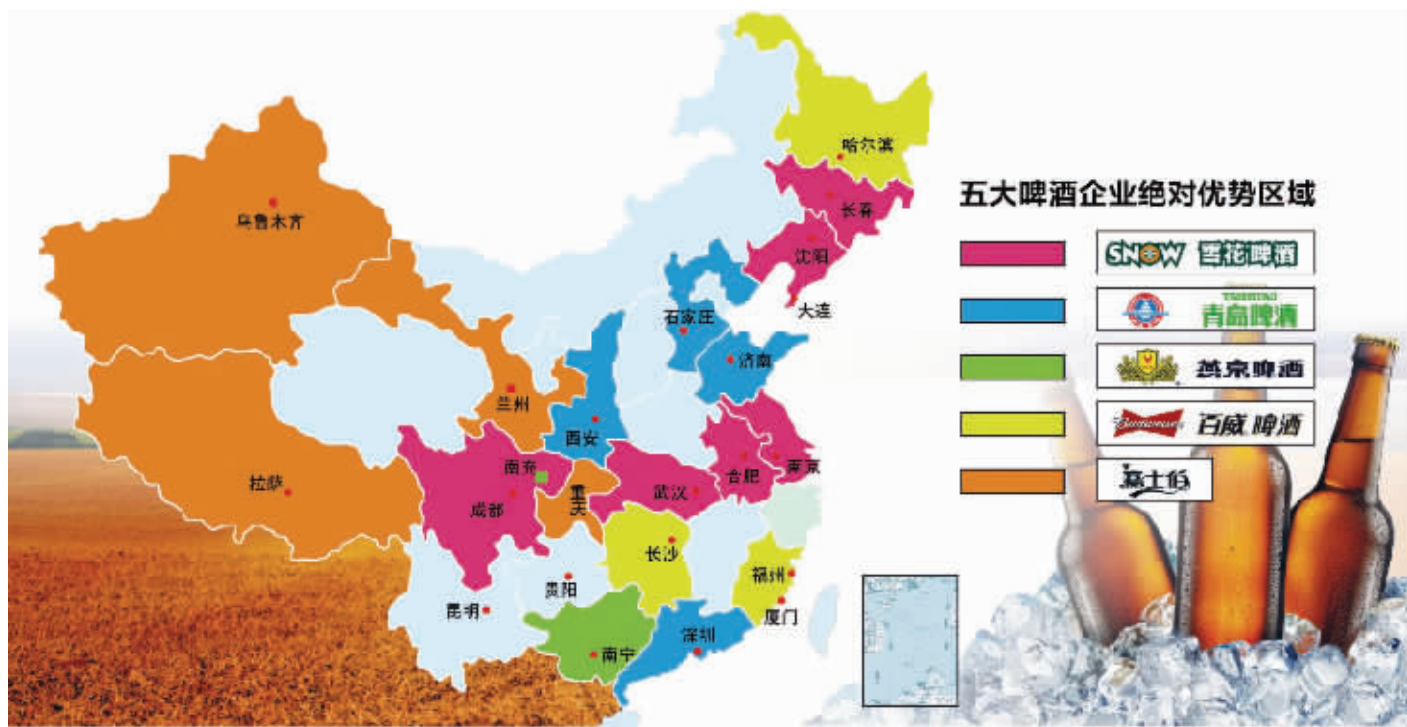 哈尔滨
长春
乌鲁木齐
沈阳
五大啤酒企业绝对优势区域
SNOW 雪花啤酒
大连
石家庄
TSINGTAO
青岛啤酒
济南
燕京啤酒
兰州
西安
Budweiser 百威啤酒
南充
合肥
南京
拉萨
成都
重庆
武汉
嘉士伯
长沙
贵阳
福州
昆明
厦门
深圳
南宁